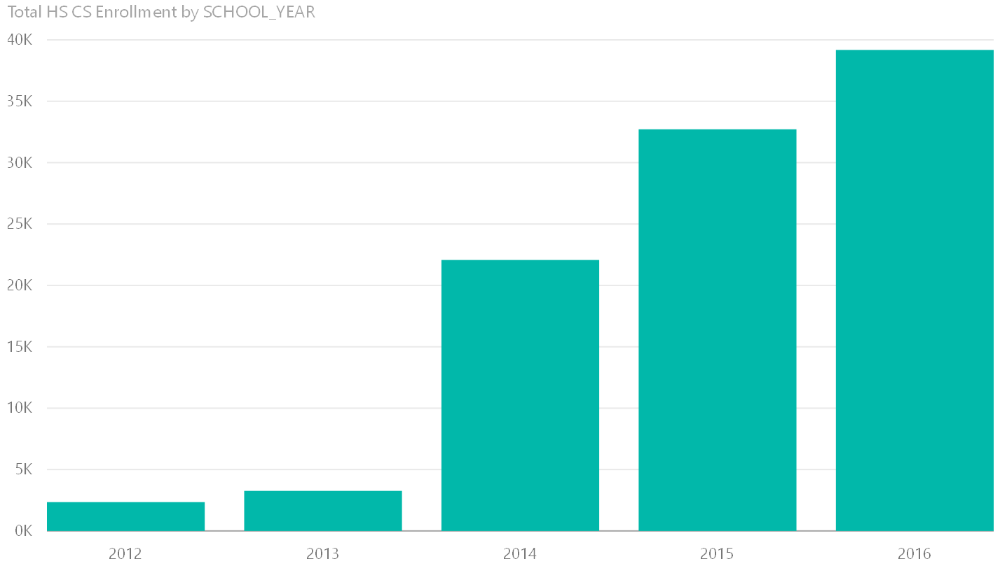 Total HS CS Enrollment by SCHOOL_YEAR
40K
35K
30K
25K
20K
15K
10K
5K
0K
2012 2013 2014 2015 2016